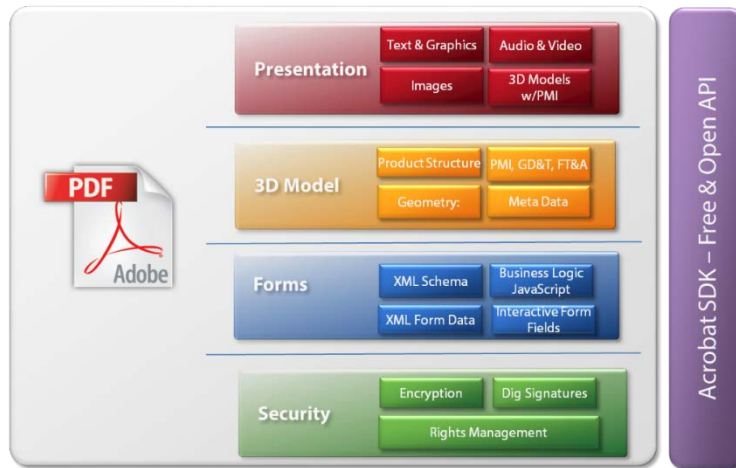 PDF
Adobe
Presentation
Text & Graphics
Audio & Video
Images
3D Models
w/PMI
3D Model
Product Structure
PMI, GD&T, FT&A
Geometry:
Meta Data
Forms
XML Schema
Business Logic
JavaScript
XML Form Data
Interactive Form
Fields
Security
Encryption
Dig Signatures
Rights Management
Acrobat SDK – Free & Open API